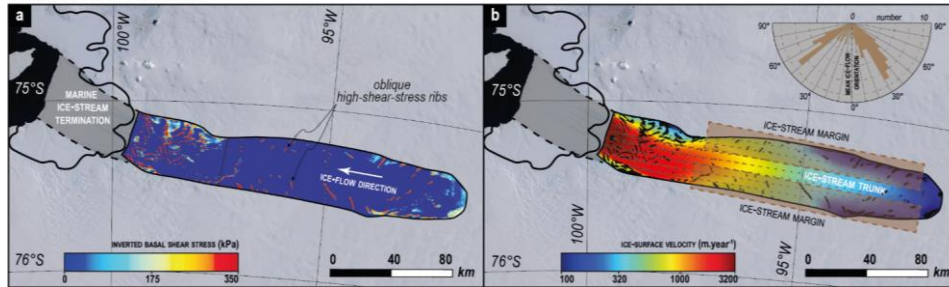 a
100°W
95°W
75°S
MARINE
ICE-STREAM
TERMINATION
oblique
high-shear-stress ribs
ICE-FLOW DIRECTION
INVERTED BASAL SHEAR STRESS (kPa)
0 175 350
76°S
0 40 80
km
b
0 number 10
90° 90°
60° 60°
30° 30°
0°
MEAN ICE-FLOW
ORIENTATION
75°S
ICE-STREAM MARGIN
ICE-STREAM TRUNK
ICE-STREAM MARGIN
100°W
95°W
ICE-SURFACE VELOCITY (m.year⁻¹)
100 320 1000 3200
76°S
0 40 80
km